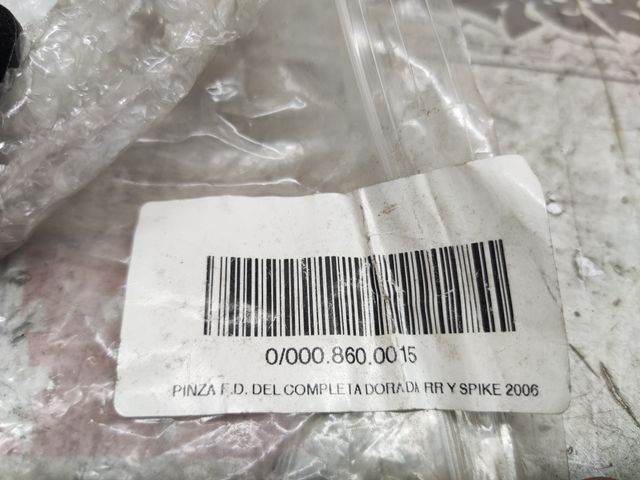 0/000.860.0015
PINZA F.D. DEL COMPLETA DORADA RR Y SPIKE 2006